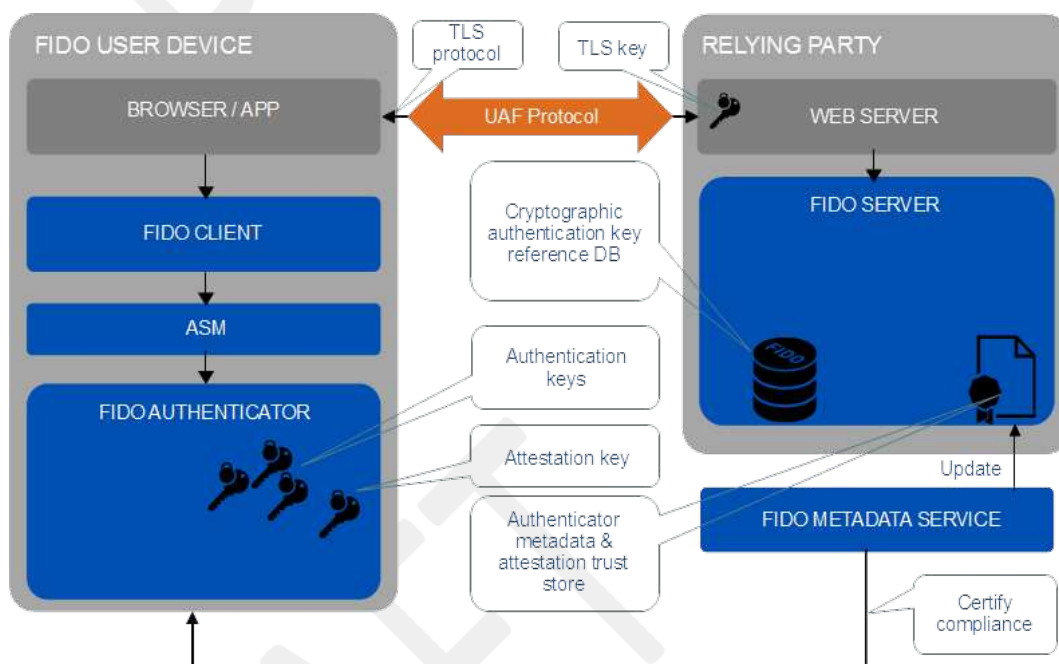 FIDO USER DEVICE
TLS
protocol
TLS key
RELYING PARTY
BROWSER / APP
UAF Protocol
WEB SERVER
FIDO CLIENT
Cryptographic
authentication key
reference DB
FIDO SERVER
ASM
FIDO
Authentication
keys
FIDO AUTHENTICATOR
Attestation key
Update
Authenticator
metadata &
attestation trust
store
FIDO METADATA SERVICE
Certify
compliance